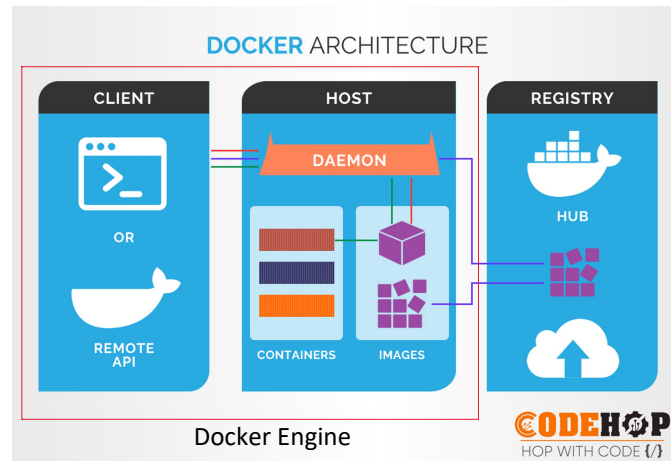 DOCKER ARCHITECTURE
CLIENT
OR
REMOTE
API
HOST
DAEMON
CONTAINERS
IMAGES
REGISTRY
HUB
Docker Engine
CODEHOP
HOP WITH CODE {/}